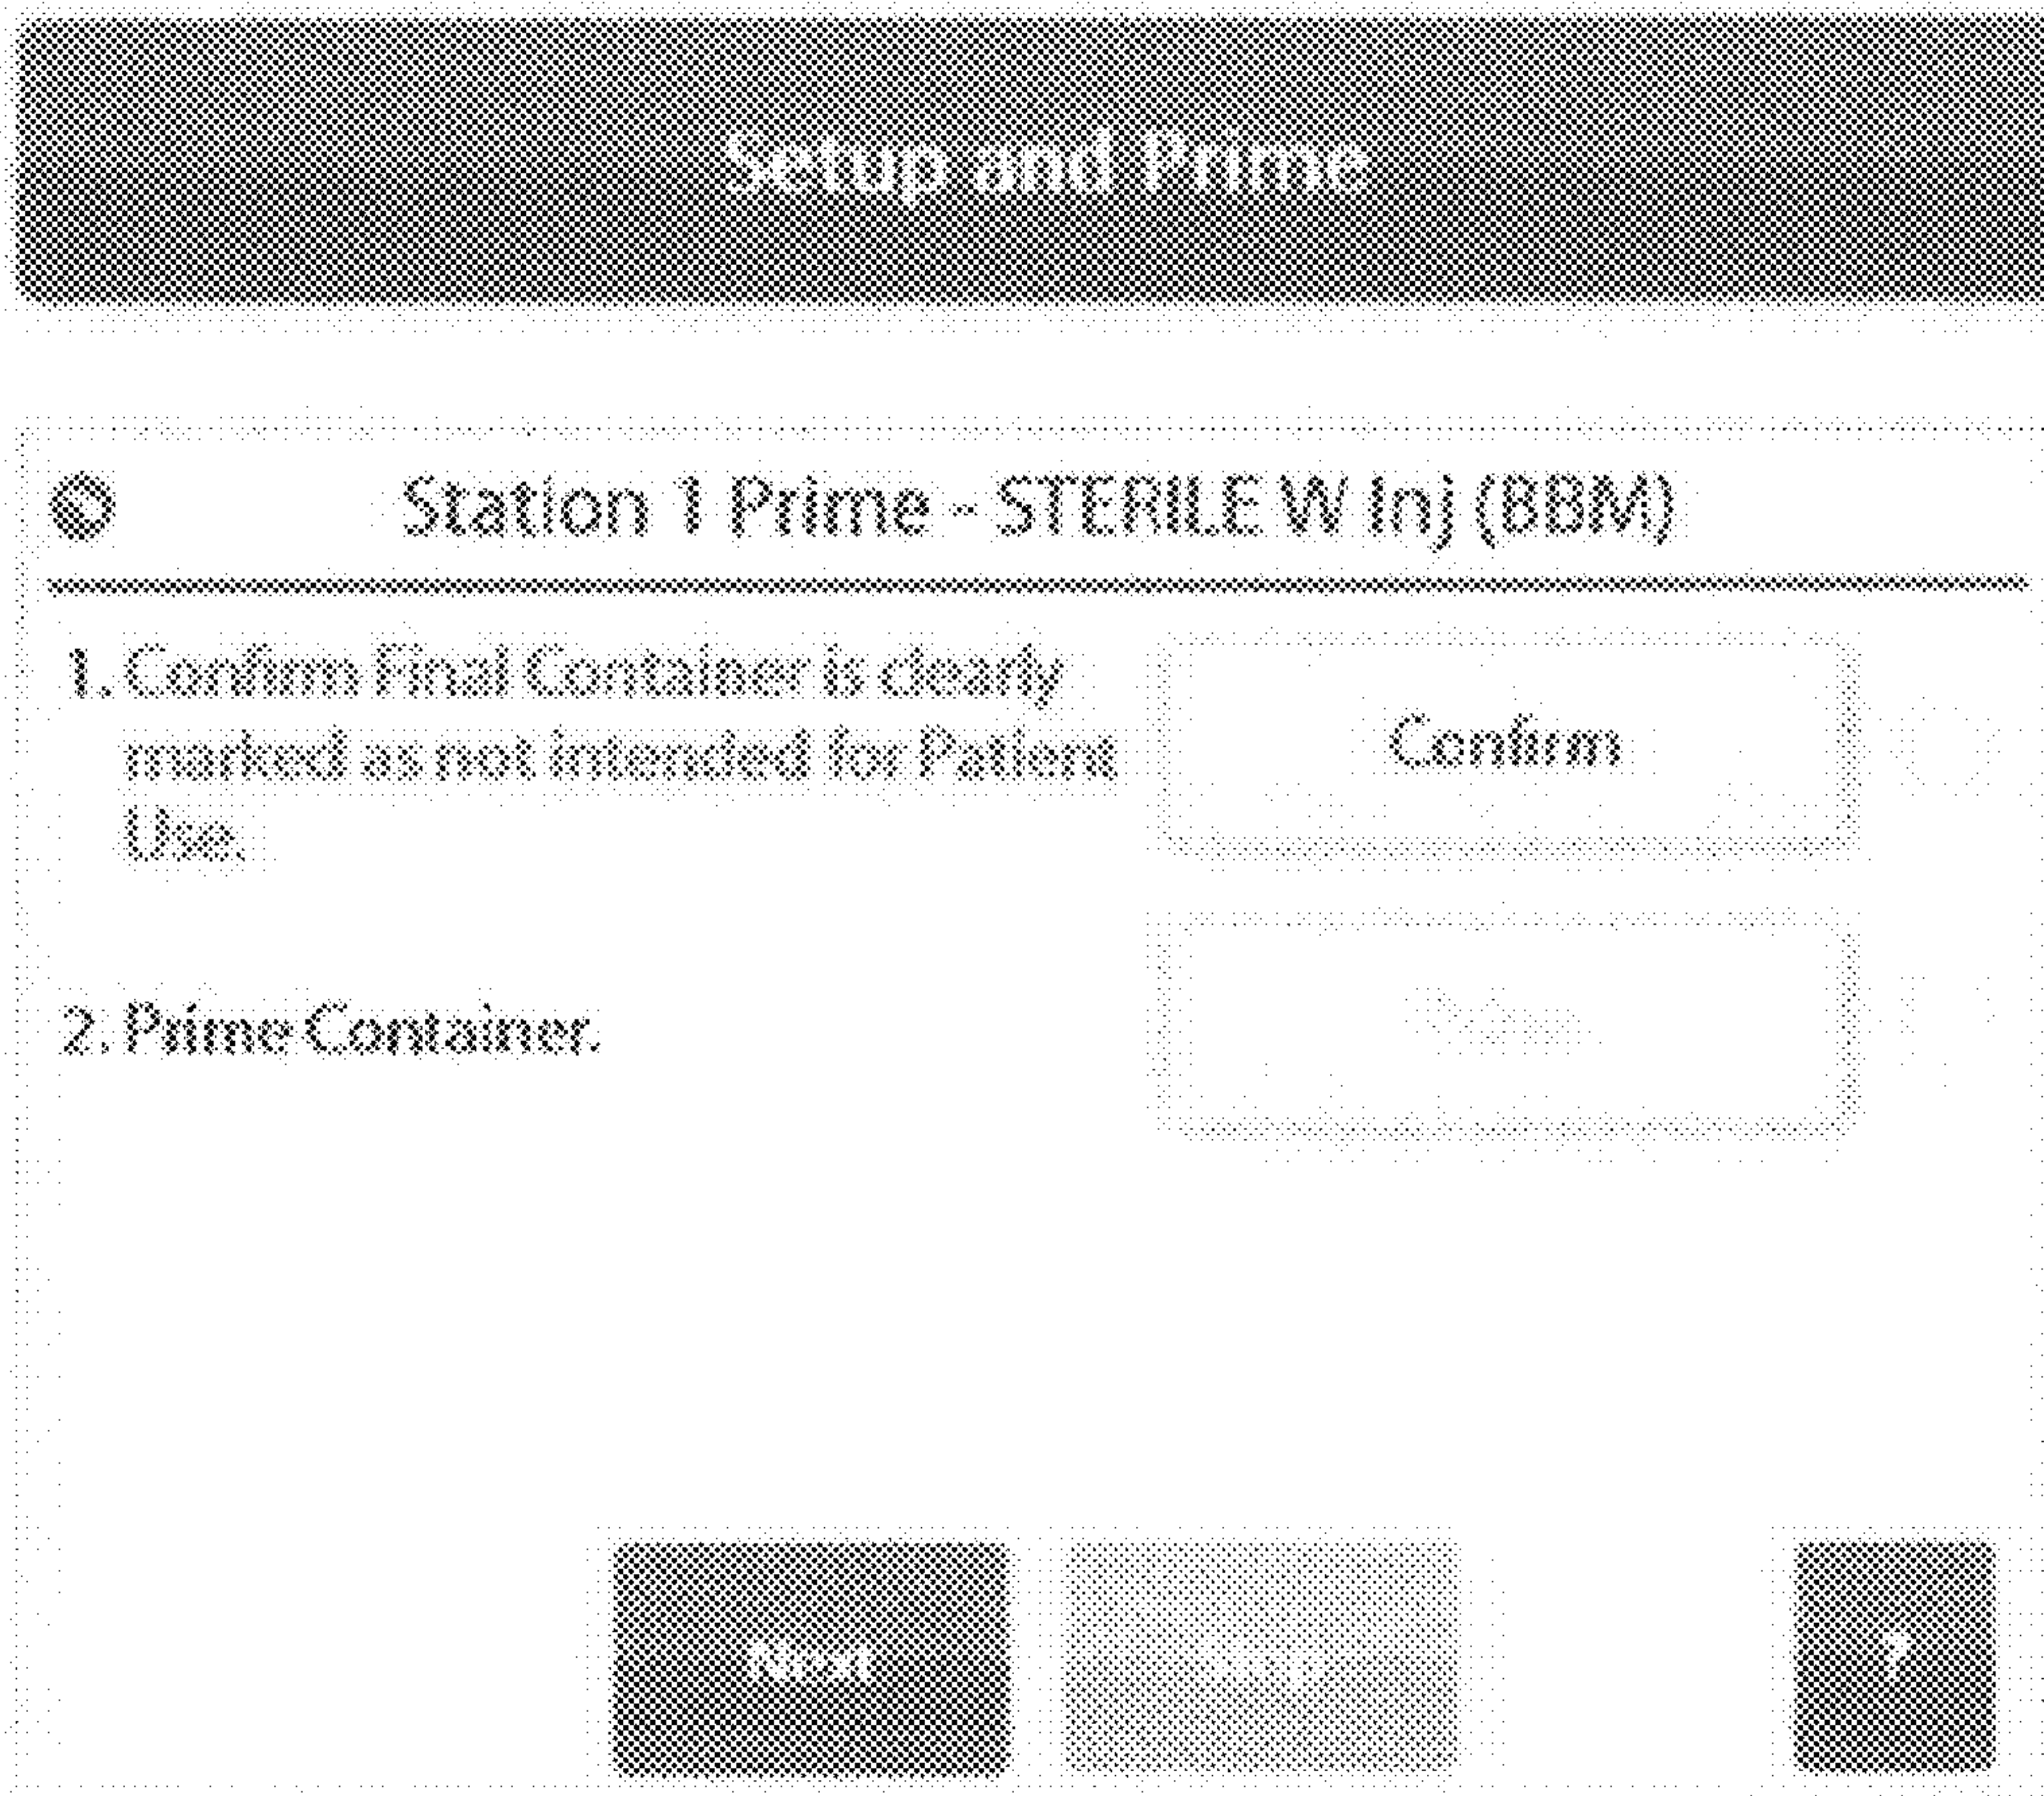 Setup and Prime
Station 1 Prime - STERILE W Inj (BBM)
1. Confirm Final Container is clearly
marked as not intended for Patient
Use.
Confirm
2. Prime Container.
Prime
Next
?